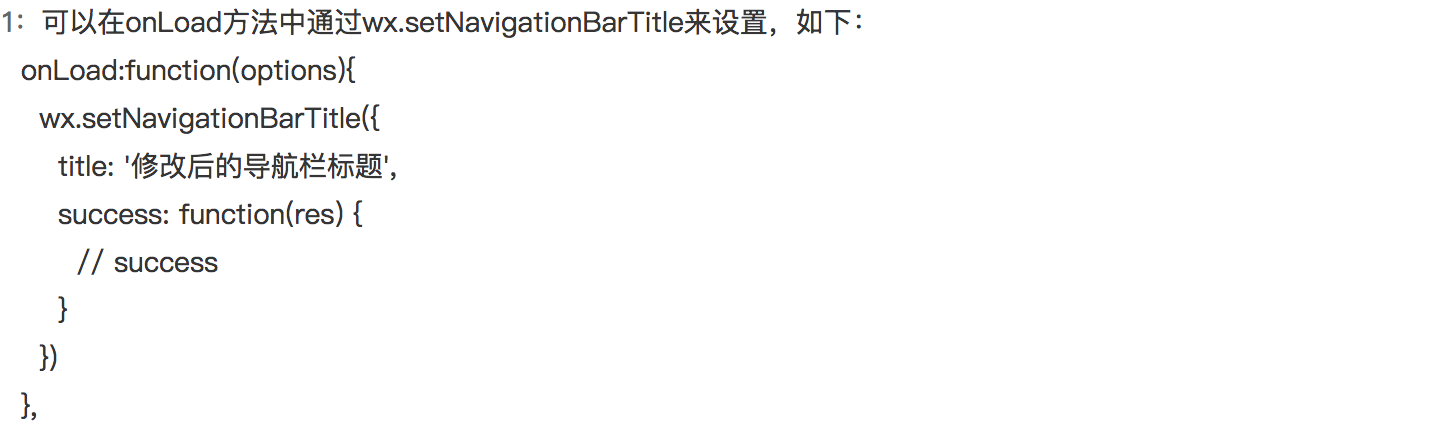 1：可以在onLoad方法中通过wx.setNavigationBarTitle来设置，如下：
onLoad:function(options){
wx.setNavigationBarTitle({
title: '修改后的导航栏标题',
success: function(res) {
// success
}
})
},